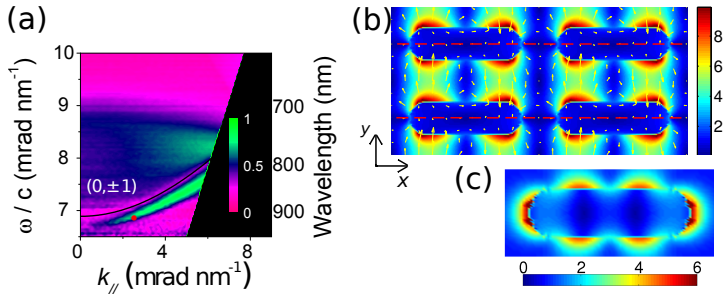 (a)
10
9
8
7
ω / c (mrad nm⁻¹)
(0,±1)
0
4
8
k// (mrad nm⁻¹)
1
0.5
0
700
800
900
Wavelength (nm)
(b)
y
x
8
6
4
2
(c)
0 2 4 6